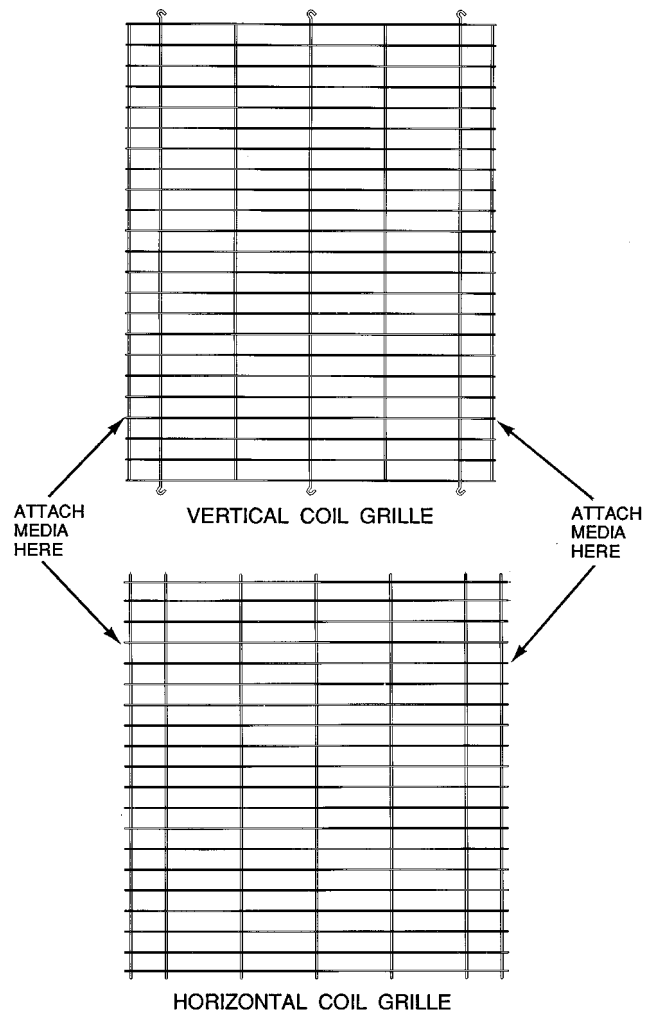 ATTACH
MEDIA
HERE
VERTICAL COIL GRILLE
ATTACH
MEDIA
HERE
HORIZONTAL COIL GRILLE